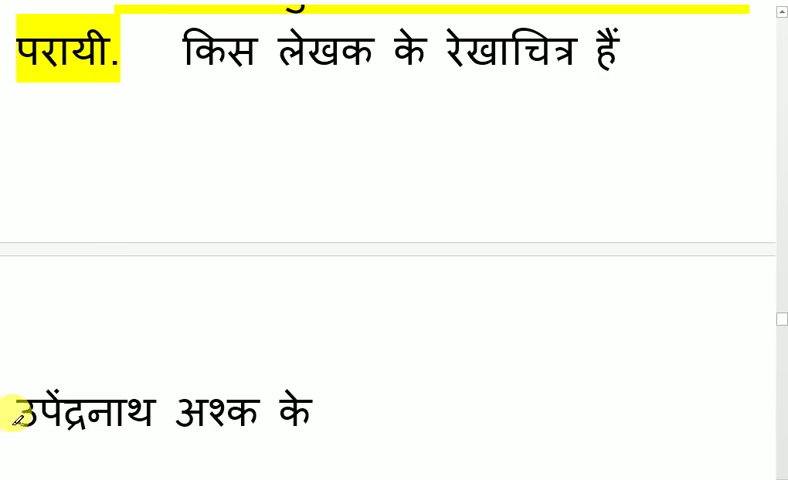 परायी. किस लेखक के रेखाचित्र हैं
उपेंद्रनाथ अश्क के